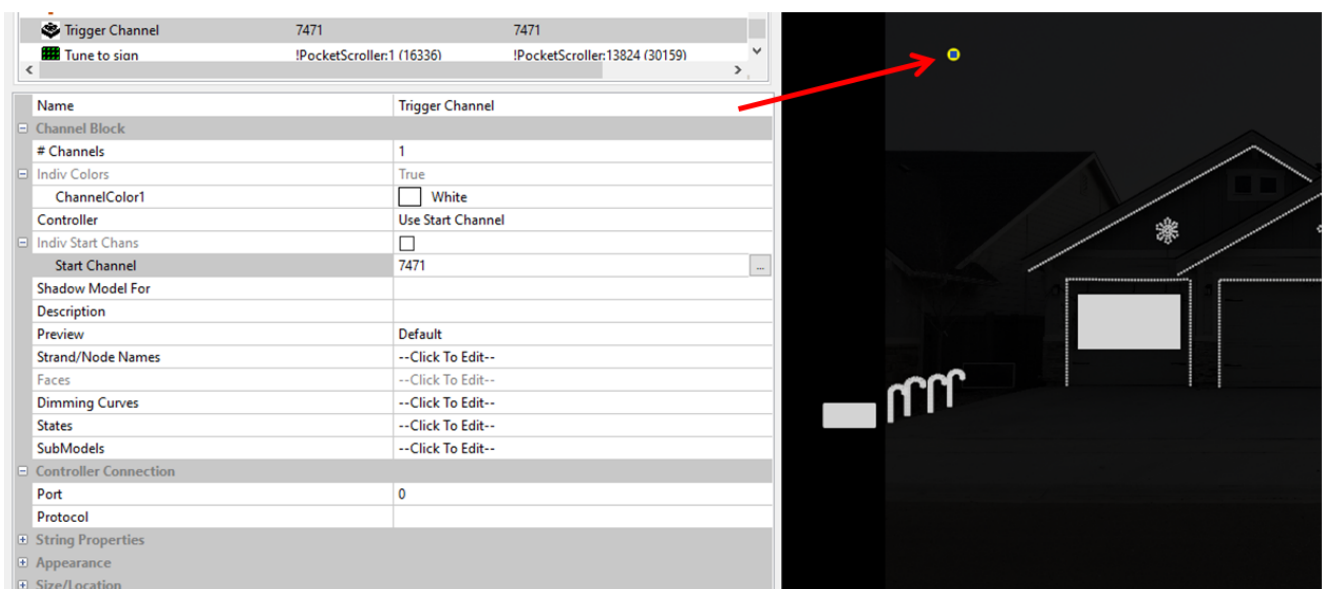 Trigger Channel 7471 7471
Tune to sign !PocketScroller:1 (16336) !PocketScroller:13824 (30159)
Name Trigger Channel
Channel Block
# Channels 1
Indiv Colors True
ChannelColor1 White
Controller Use Start Channel
Indiv Start Chans
Start Channel 7471 ...
Shadow Model For
Description
Preview Default
Strand/Node Names --Click To Edit--
Faces --Click To Edit--
Dimming Curves --Click To Edit--
States --Click To Edit--
SubModels --Click To Edit--
Controller Connection
Port 0
Protocol
String Properties
Appearance
Size/Location